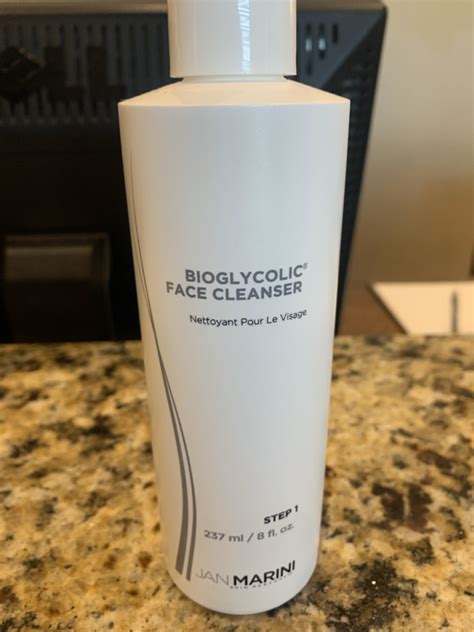 BIOGLYCOLIC®
FACE CLEANSER
Nettoyant Pour Le Visage
STEP 1
237 ml / 8 fl. oz.
JAN MARINI